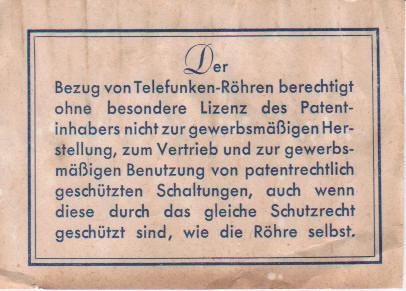 Der
Bezug von Telefunken-Röhren berechtigt
ohne besondere Lizenz des Patent-
inhabers nicht zur gewerbsmäßigen Her-
stellung, zum Vertrieb und zur gewerbs-
mäßigen Benutzung von patentrechtlich
geschützten Schaltungen, auch wenn
diese durch das gleiche Schutzrecht
geschützt sind, wie die Röhre selbst.